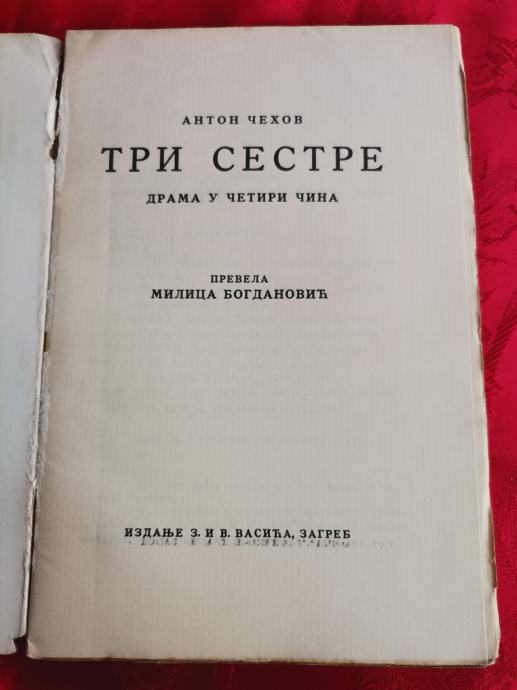 АНТОН ЧЕХОВ
ТРИ СЕСТРЕ
ДРАМА У ЧЕТИРИ ЧИНА
ПРЕВЕЛА
МИЛИЦА БОГДАНОВИЋ
ИЗДАЊЕ З. И В. ВАСИЋА, ЗАГРЕБ